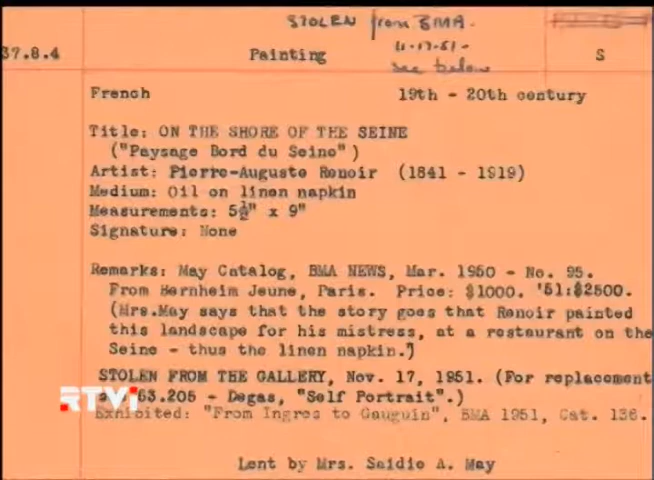 STOLEN from BMA.
11-17-51-
37.8.4 Painting see below S
French 19th - 20th century
Title: ON THE SHORE OF THE SEINE
("Paysage Bord du Seine")
Artist: Pierre-Auguste Renoir (1841 - 1919)
Medium: Oil on linen napkin
Measurements: 5½" x 9"
Signature: None
Remarks: May Catalog, BMA NEWS, Mar. 1950 - No. 95.
From Bernheim Jeune, Paris. Price: $1000. '51:$2500.
(Mrs.May says that the story goes that Renoir painted
this landscape for his mistress, at a restaurant on the
Seine - thus the linen napkin.")
STOLEN FROM THE GALLERY, Nov. 17, 1951. (For replacement
63.206 - Degas, "Self Portrait".)
RTVi
Exhibited: "From Ingres to Gauguin", BMA 1951, Cat. 136.
Lent by Mrs. Saidie A. May